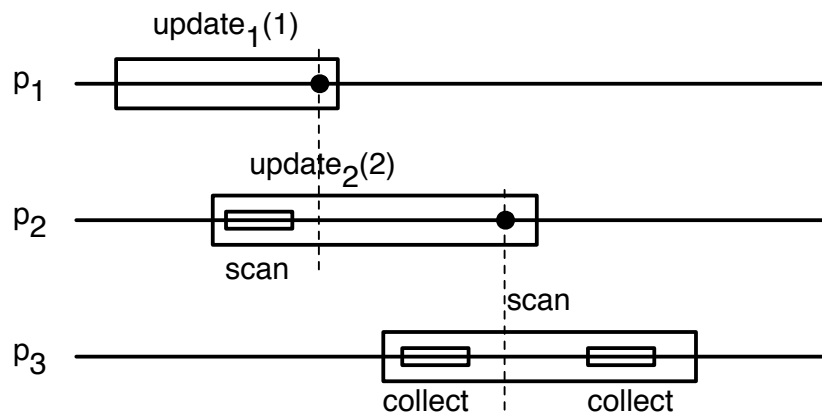 update₁(1)
p₁
update₂(2)
p₂
scan
scan
p₃
collect collect